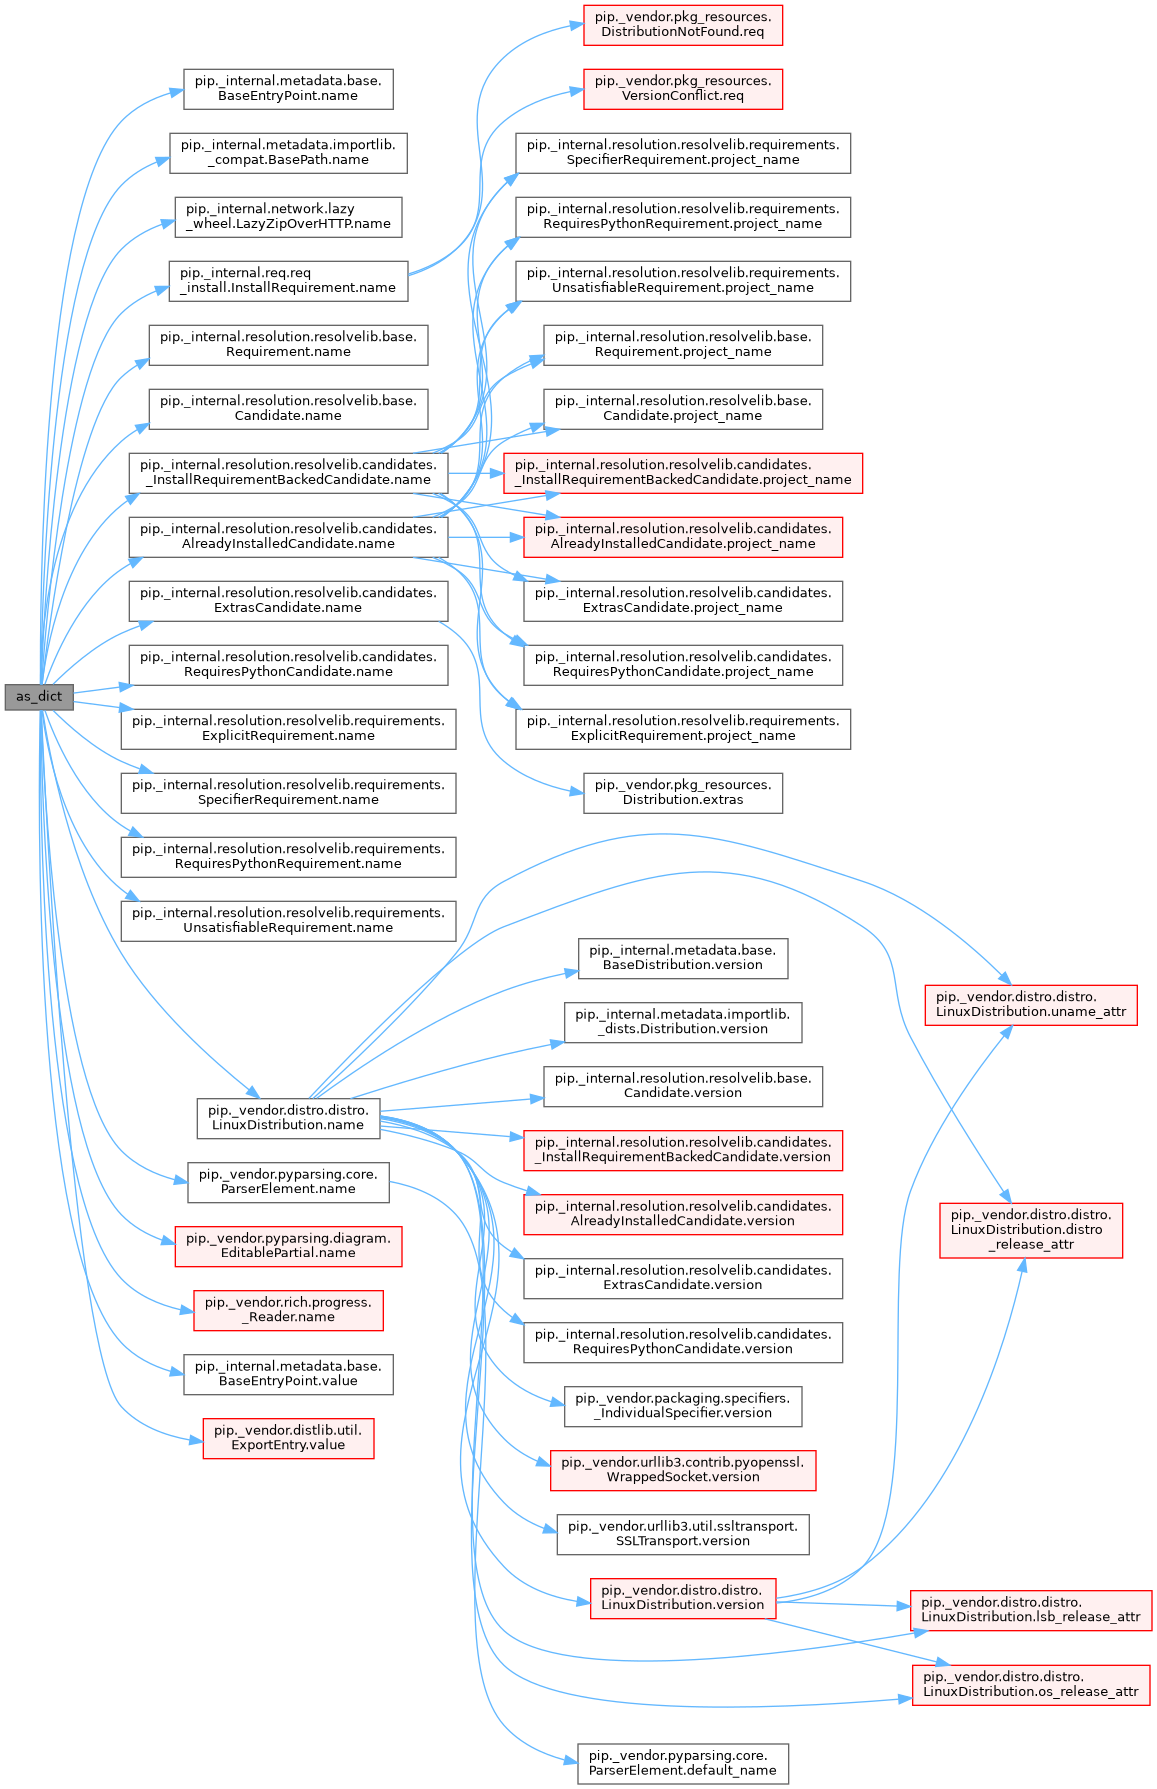 as_dict
pip._internal.metadata.base.
BaseEntryPoint.name
pip._internal.metadata.importlib.
_compat.BasePath.name
pip._internal.network.lazy
_wheel.LazyZipOverHTTP.name
pip._internal.req.req
_install.InstallRequirement.name
pip._internal.resolution.resolvelib.base.
Requirement.name
pip._internal.resolution.resolvelib.base.
Candidate.name
pip._internal.resolution.resolvelib.candidates.
_InstallRequirementBackedCandidate.name
pip._internal.resolution.resolvelib.candidates.
AlreadyInstalledCandidate.name
pip._internal.resolution.resolvelib.candidates.
ExtrasCandidate.name
pip._internal.resolution.resolvelib.candidates.
RequiresPythonCandidate.name
pip._internal.resolution.resolvelib.requirements.
ExplicitRequirement.name
pip._internal.resolution.resolvelib.requirements.
SpecifierRequirement.name
pip._internal.resolution.resolvelib.requirements.
RequiresPythonRequirement.name
pip._internal.resolution.resolvelib.requirements.
UnsatisfiableRequirement.name
pip._vendor.distro.distro.
LinuxDistribution.name
pip._vendor.pyparsing.core.
ParserElement.name
pip._vendor.pyparsing.diagram.
EditablePartial.name
pip._vendor.rich.progress.
_Reader.name
pip._internal.metadata.base.
BaseEntryPoint.value
pip._vendor.distlib.util.
ExportEntry.value
pip._vendor.pkg_resources.
DistributionNotFound.req
pip._vendor.pkg_resources.
VersionConflict.req
pip._internal.resolution.resolvelib.requirements.
SpecifierRequirement.project_name
pip._internal.resolution.resolvelib.requirements.
RequiresPythonRequirement.project_name
pip._internal.resolution.resolvelib.requirements.
UnsatisfiableRequirement.project_name
pip._internal.resolution.resolvelib.base.
Requirement.project_name
pip._internal.resolution.resolvelib.base.
Candidate.project_name
pip._internal.resolution.resolvelib.candidates.
_InstallRequirementBackedCandidate.project_name
pip._internal.resolution.resolvelib.candidates.
AlreadyInstalledCandidate.project_name
pip._internal.resolution.resolvelib.candidates.
ExtrasCandidate.project_name
pip._internal.resolution.resolvelib.candidates.
RequiresPythonCandidate.project_name
pip._internal.resolution.resolvelib.requirements.
ExplicitRequirement.project_name
pip._vendor.pkg_resources.
Distribution.extras
pip._internal.metadata.base.
BaseDistribution.version
pip._internal.metadata.importlib.
_dists.Distribution.version
pip._internal.resolution.resolvelib.base.
Candidate.version
pip._internal.resolution.resolvelib.candidates.
_InstallRequirementBackedCandidate.version
pip._internal.resolution.resolvelib.candidates.
AlreadyInstalledCandidate.version
pip._internal.resolution.resolvelib.candidates.
ExtrasCandidate.version
pip._internal.resolution.resolvelib.candidates.
RequiresPythonCandidate.version
pip._vendor.packaging.specifiers.
_IndividualSpecifier.version
pip._vendor.urllib3.contrib.pyopenssl.
WrappedSocket.version
pip._vendor.urllib3.util.ssltransport.
SSLTransport.version
pip._vendor.distro.distro.
LinuxDistribution.version
pip._vendor.pyparsing.core.
ParserElement.default_name
pip._vendor.distro.distro.
LinuxDistribution.uname_attr
pip._vendor.distro.distro.
LinuxDistribution.distro
_release_attr
pip._vendor.distro.distro.
LinuxDistribution.lsb_release_attr
pip._vendor.distro.distro.
LinuxDistribution.os_release_attr